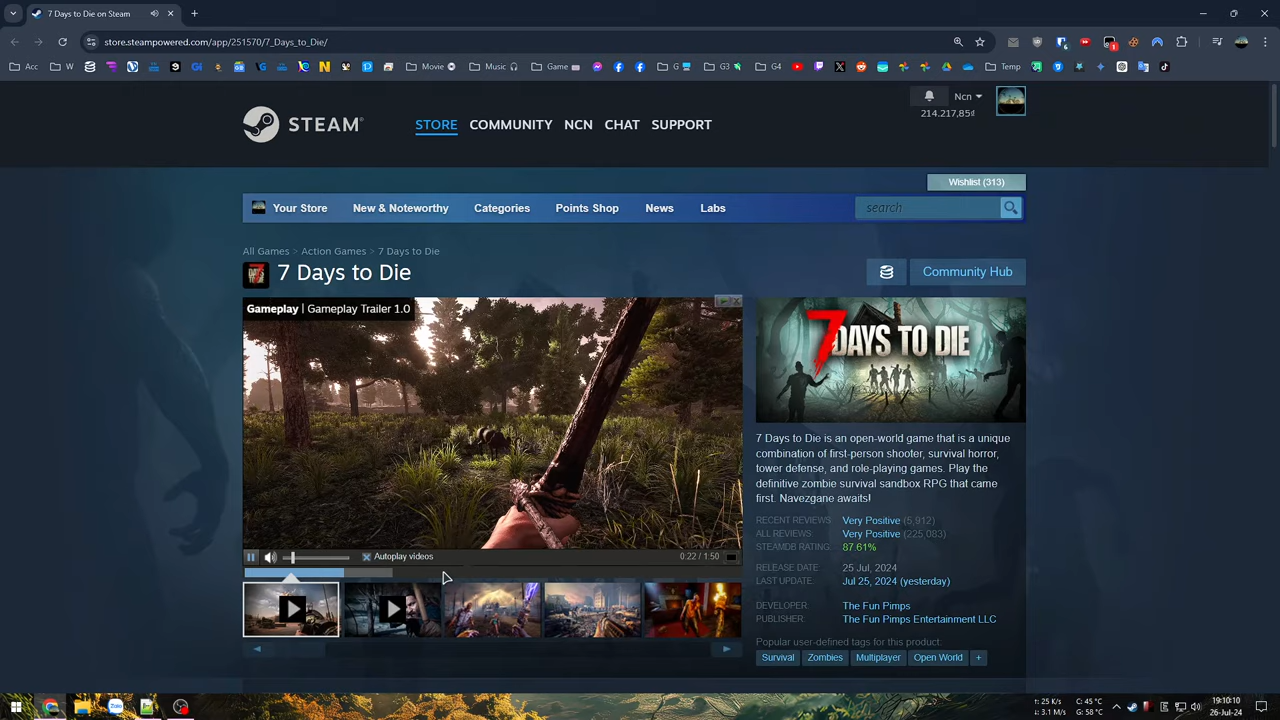 7 Days to Die on Steam
store.steampowered.com/app/251570/7_Days_to_Die/
Acc
W
Movie
Music
Game
G
G3
G4
Temp
STEAM
STORE
COMMUNITY
NCN
CHAT
SUPPORT
Ncn
214.217,85₫
Wishlist (313)
Your Store
New & Noteworthy
Categories
Points Shop
News
Labs
search
All Games > Action Games > 7 Days to Die
7 Days to Die
Community Hub
Gameplay | Gameplay Trailer 1.0
7 DAYS TO DIE
7 Days to Die is an open-world game that is a unique
combination of first-person shooter, survival horror,
tower defense, and role-playing games. Play the
definitive zombie survival sandbox RPG that came
first. Navezgane awaits!
RECENT REVIEWS: Very Positive (5,912)
ALL REVIEWS: Very Positive (225,083)
STEAMDB RATING: 87.61%
RELEASE DATE: 25 Jul, 2024
LAST UPDATE: Jul 25, 2024 (yesterday)
DEVELOPER: The Fun Pimps
PUBLISHER: The Fun Pimps Entertainment LLC
Popular user-defined tags for this product:
Survival
Zombies
Multiplayer
Open World
+
Autoplay videos
0:22 / 1:50
Zalo
↑: 25 K/s
↓: 3.1 M/s
C: 45 °C
G: 58 °C
19:10:10
26-Jul-24